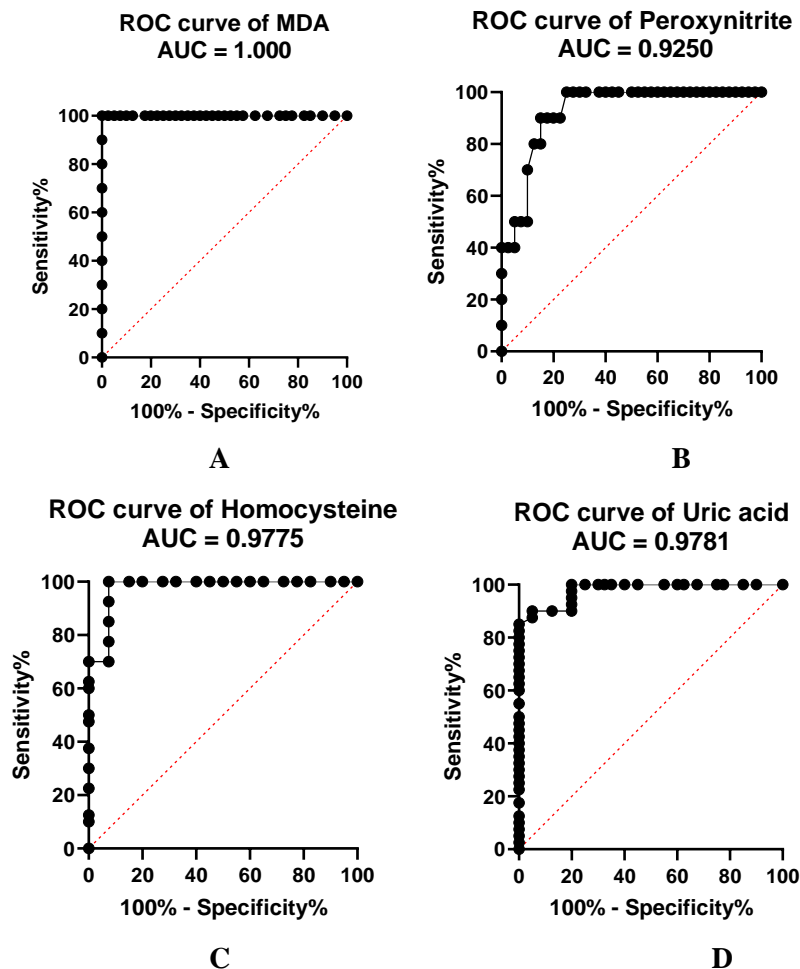 ROC curve of MDA
AUC = 1.000
100
80
60
40
20
0
Sensitivity%
0 20 40 60 80 100
100% - Specificity%
A
ROC curve of Peroxynitrite
AUC = 0.9250
100
80
60
40
20
0
Sensitivity%
0 20 40 60 80 100
100% - Specificity%
B
ROC curve of Homocysteine
AUC = 0.9775
100
80
60
40
20
0
Sensitivity%
0 20 40 60 80 100
100% - Specificity%
C
ROC curve of Uric acid
AUC = 0.9781
100
80
60
40
20
0
Sensitivity%
0 20 40 60 80 100
100% - Specificity%
D